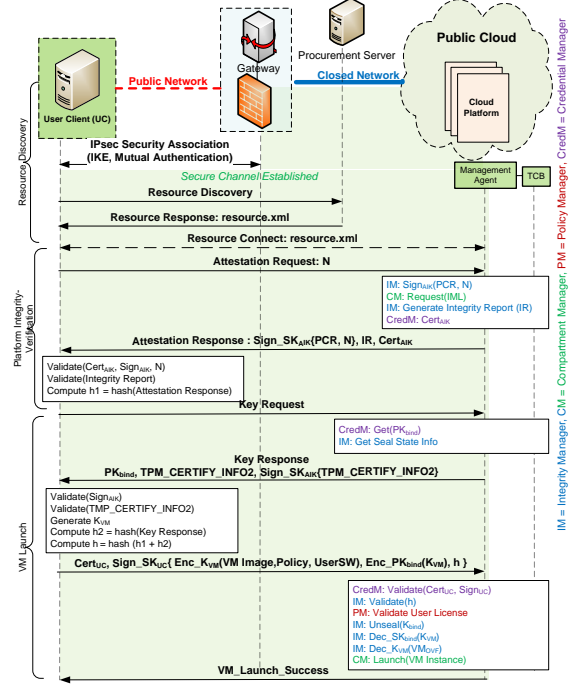 Procurement Server
Public Cloud
Gateway
Public Network
Closed Network
Cloud
Platform
User Client (UC)
IPsec Security Association
(IKE, Mutual Authentication)
Secure Channel Established
Management
Agent
TCB
Resource Discovery
Resource Discovery
Resource Response: resource.xml
Resource Connect: resource.xml
Platform Integrity-
Verification
Attestation Request: N
IM: Sign_AIK(PCR, N)
CM: Request(IML)
IM: Generate Integrity Report (IR)
CredM: Cert_AIK
Attestation Response : Sign_SK_AIK{PCR, N}, IR, Cert_AIK
Validate(Cert_AIK, Sign_AIK, N)
Validate(Integrity Report)
Compute h1 = hash(Attestation Response)
VM Launch
Key Request
CredM: Get(PK_bind)
IM: Get Seal State Info
Key Response
PK_bind, TPM_CERTIFY_INFO2, Sign_SK_AIK{TPM_CERTIFY_INFO2}
Validate(Sign_AIK)
Validate(TMP_CERTIFY_INFO2)
Generate K_VM
Compute h2 = hash(Key Response)
Compute h = hash (h1 + h2)
Cert_UC, Sign_SK_UC{ Enc_K_VM(VM Image,Policy, UserSW), Enc_PK_bind(K_VM), h }
CredM: Validate(Cert_UC, Sign_UC)
IM: Validate(h)
PM: Validate User License
IM: Unseal(K_bind)
IM: Dec_SK_bind(K_VM)
IM: Dec_K_VM(VM_OVF)
CM: Launch(VM Instance)
VM_Launch_Success
IM = Integrity Manager, CM = Compartment Manager, PM = Policy Manager, CredM = Credential Manager